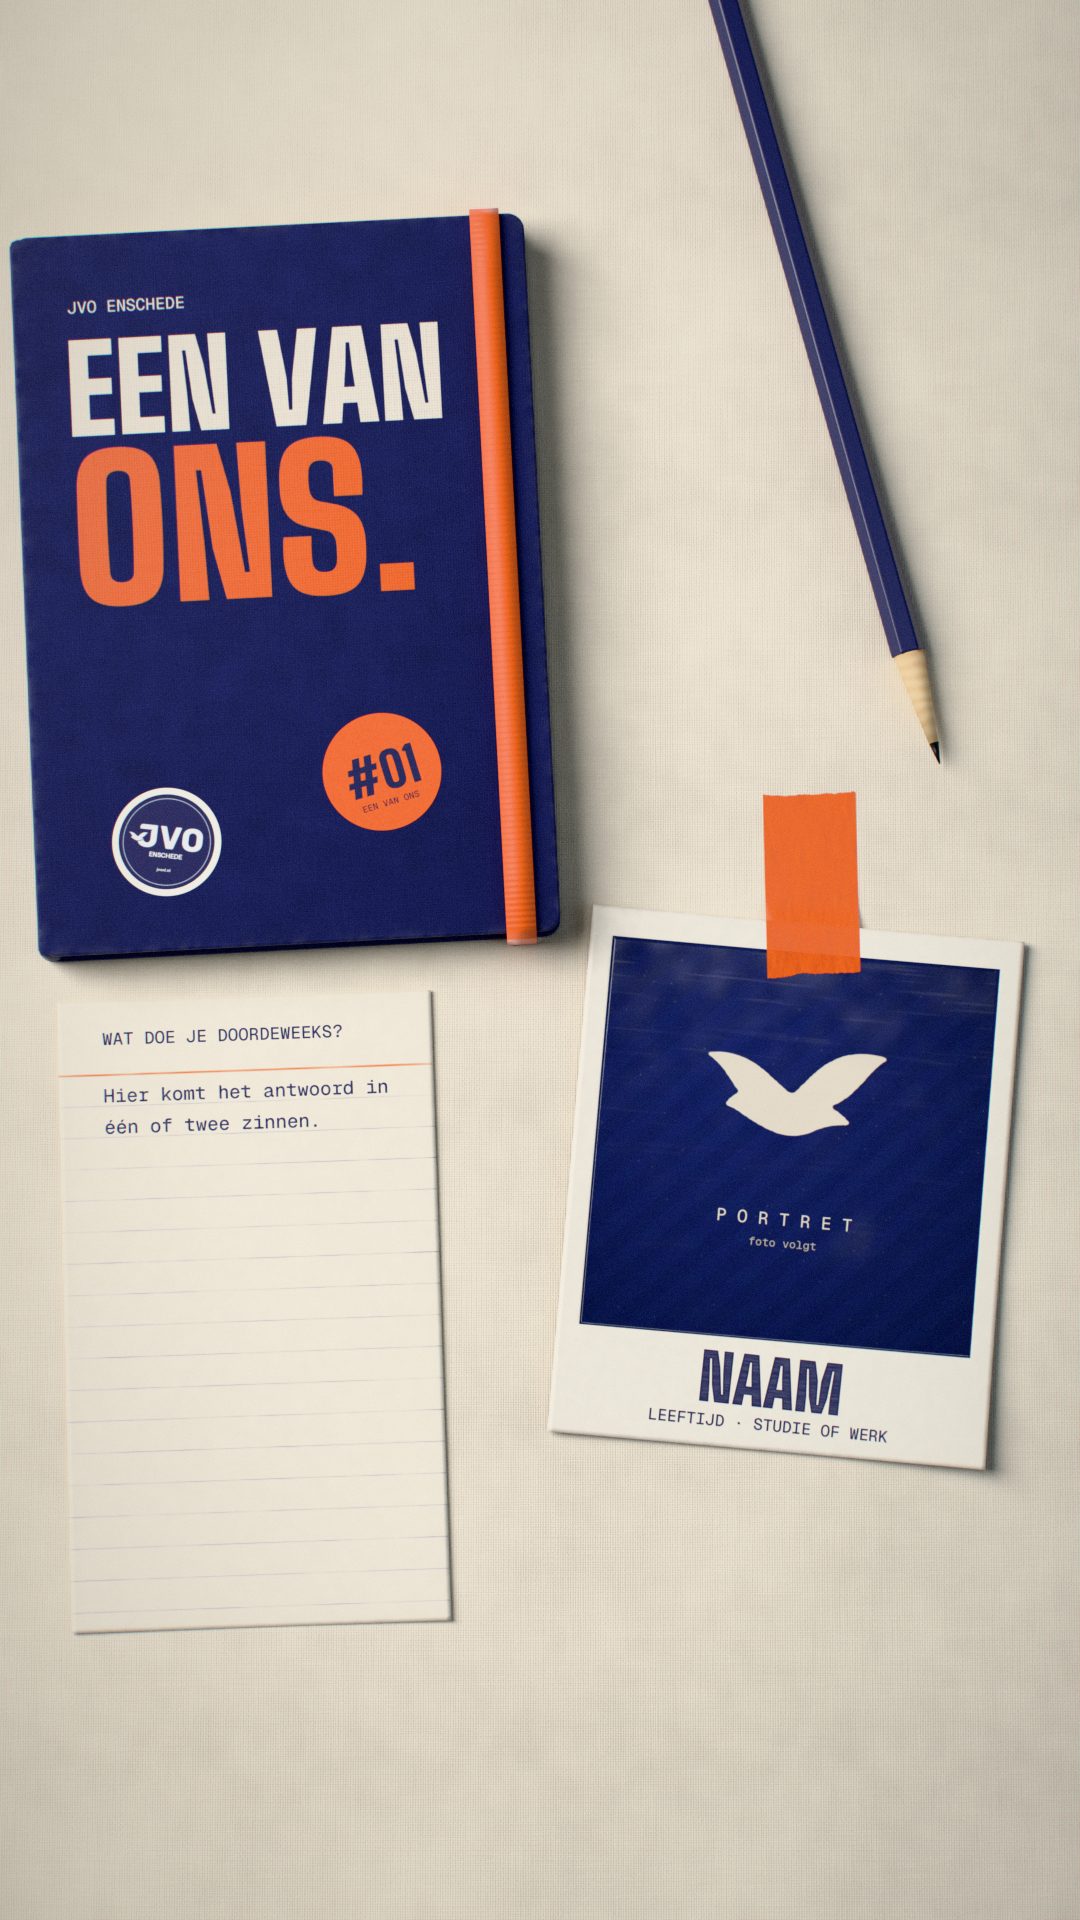 JVO ENSCHEDE
EEN VAN
ONS.
#01
EEN VAN ONS
JVO
ENSCHEDE
WAT DOE JE DOORDEWEEKS?
Hier komt het antwoord in
één of twee zinnen.
PORTRET
foto volgt
NAAM
LEEFTIJD · STUDIE OF WERK